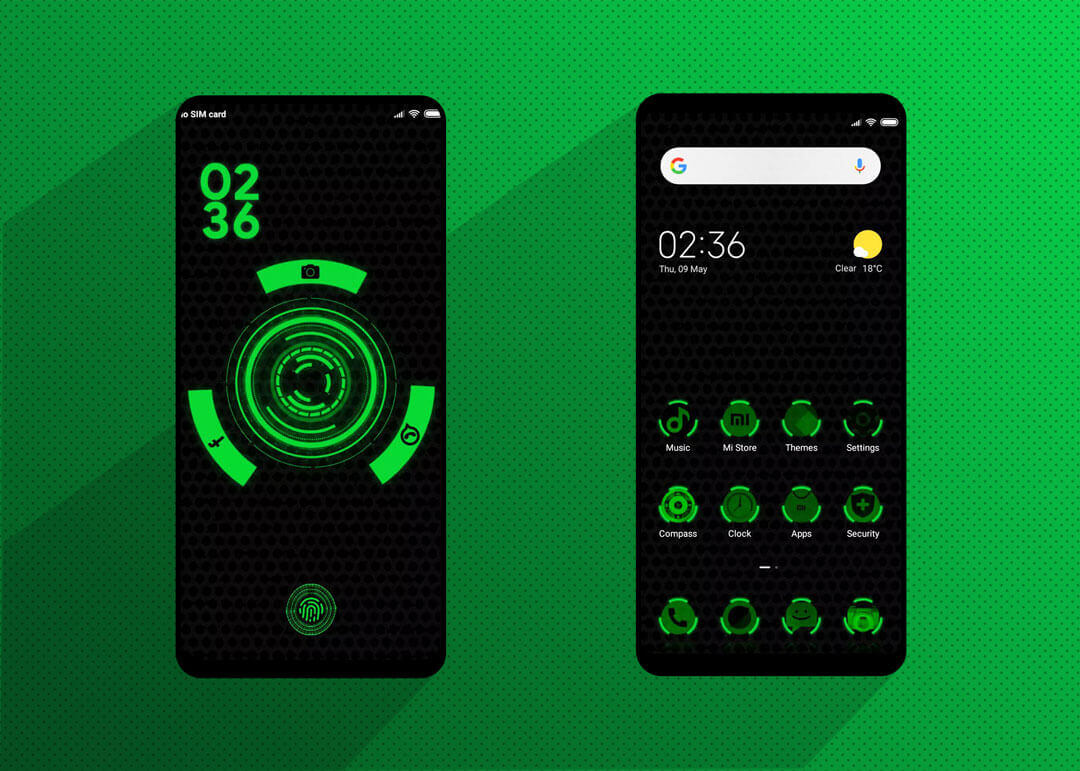 No SIM card
02
36
02:36
Thu, 09 May
Clear 18°C
mi
Music Mi Store Themes Settings
mi
Compass Clock Apps Security